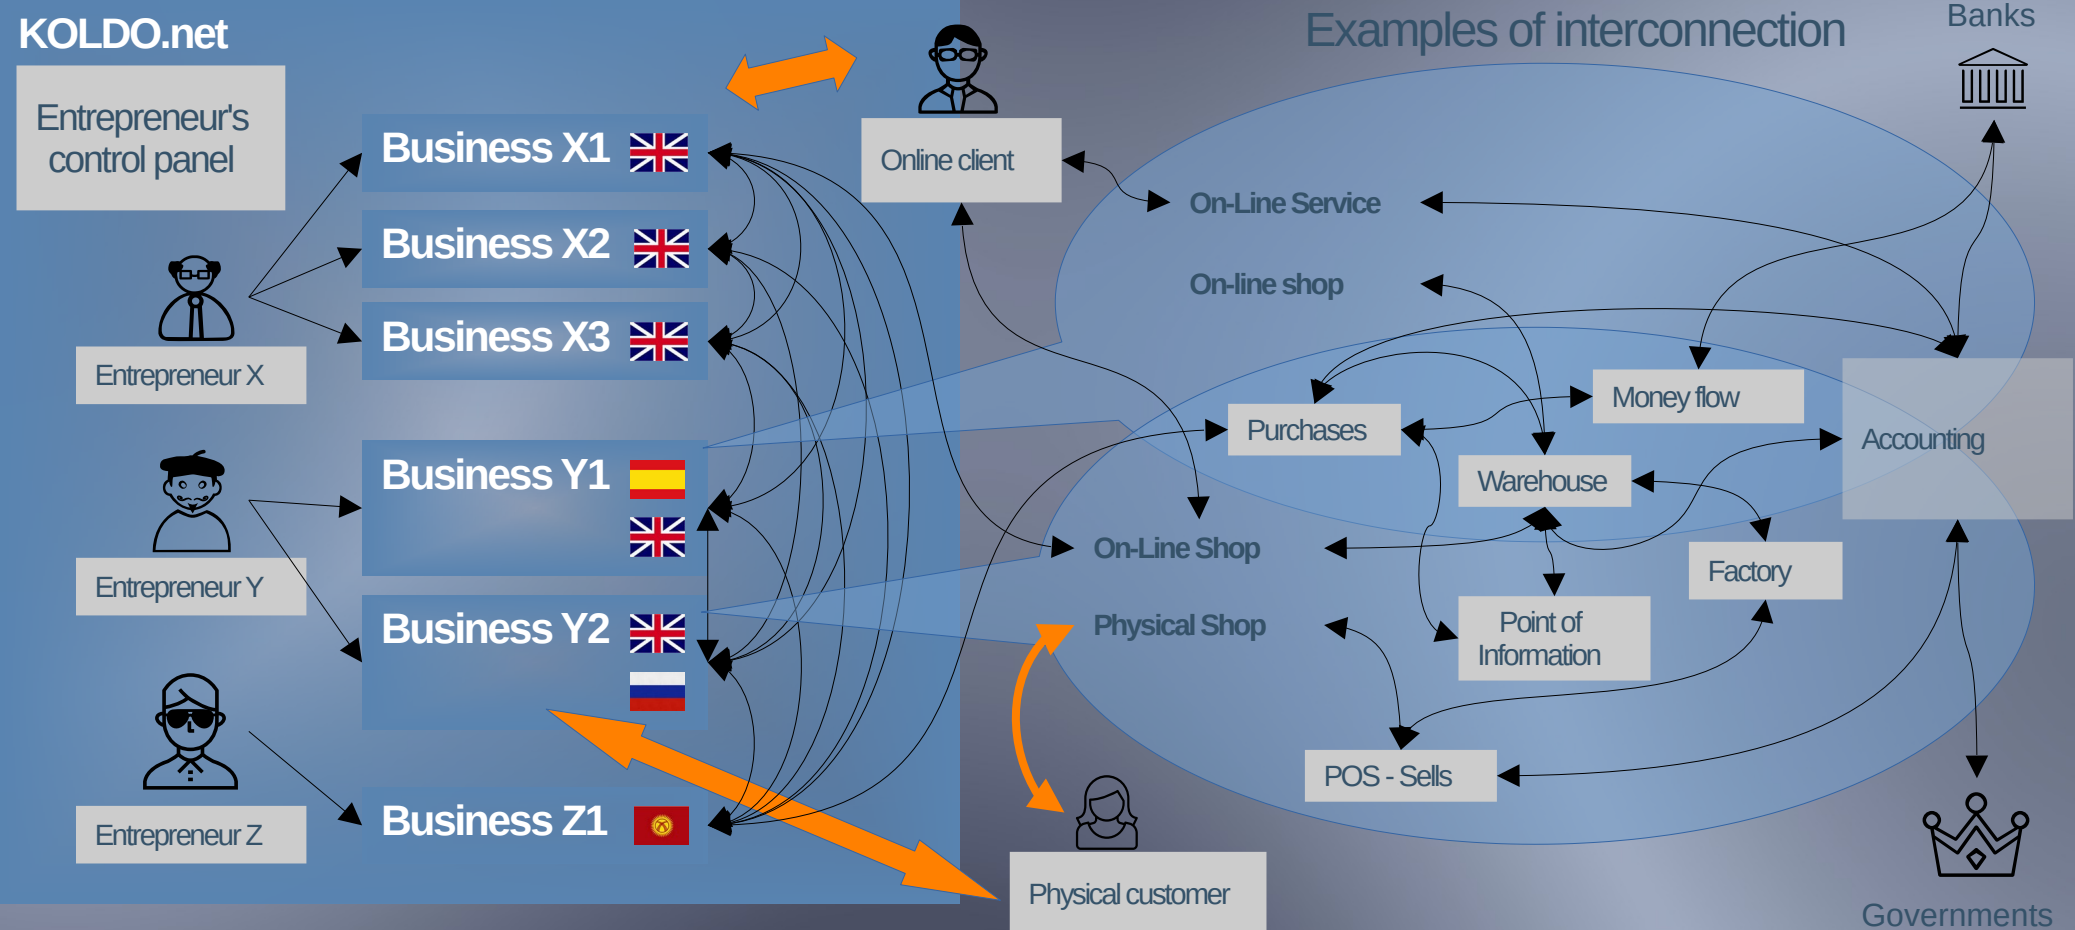 KOLDO.net
Entrepreneur's
control panel
Business X1
Business X2
Business X3
Entrepreneur X
Business Y1
Entrepreneur Y
Business Y2
Business Z1
Entrepreneur Z
Online client
Examples of interconnection
Banks
On-Line Service
On-line shop
Purchases
Money flow
Accounting
Warehouse
On-Line Shop
Factory
Physical Shop
Point of
Information
POS - Sells
Physical customer
Governments